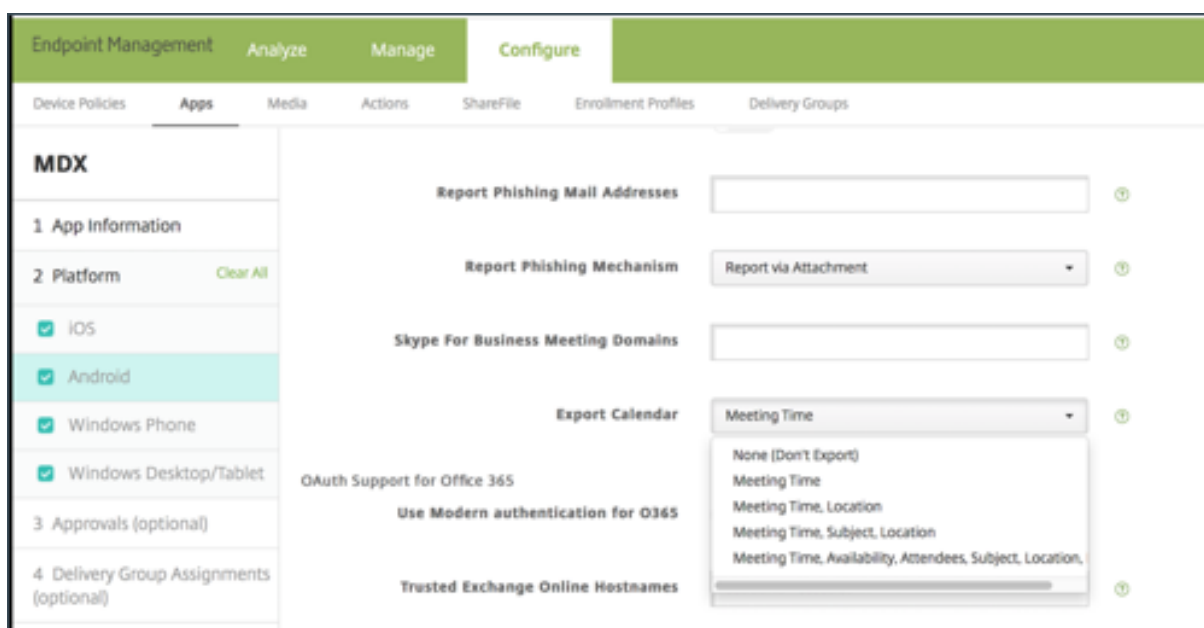 Endpoint Management Analyze Manage Configure
Device Policies Apps Media Actions ShareFile Enrollment Profiles Delivery Groups
MDX
1 App Information
2 Platform Clear All
iOS
Android
Windows Phone
Windows Desktop/Tablet
3 Approvals (optional)
4 Delivery Group Assignments
(optional)
Report Phishing Mail Addresses
Report Phishing Mechanism Report via Attachment
Skype For Business Meeting Domains
Export Calendar Meeting Time
None (Don't Export)
Meeting Time
Meeting Time, Location
Meeting Time, Subject, Location
Meeting Time, Availability, Attendees, Subject, Location,
OAuth Support for Office 365
Use Modern authentication for O365
Trusted Exchange Online Hostnames